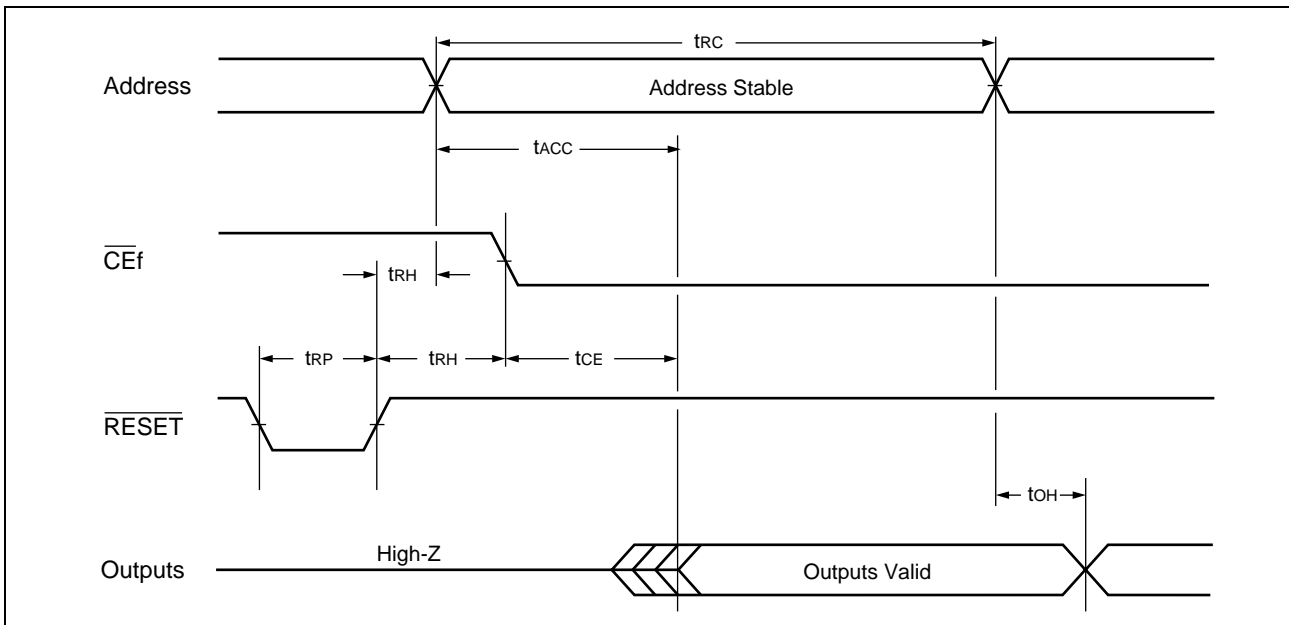 tRC
Address
Address Stable
tACC
CEf
tRH
tRP
tRH
tCE
RESET
tOH
High-Z
Outputs
Outputs Valid